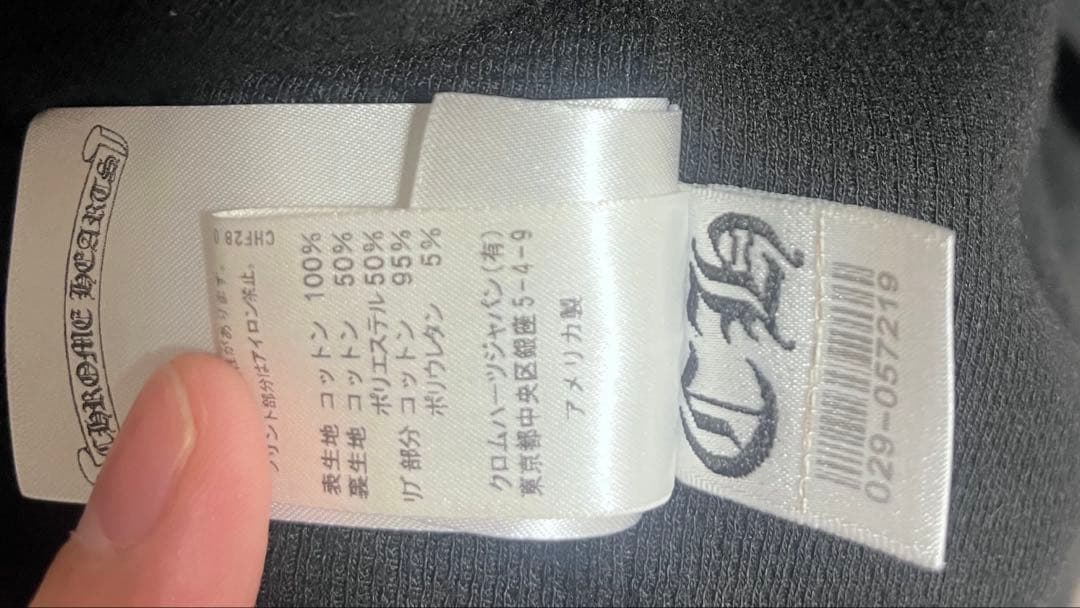 CHROME HEARTS
CHF28 0
があります。
プリント部分はアイロン禁止。
表生地 コットン 100%
裏生地 コットン 50%
ポリエステル 50%
リブ部分 コットン 95%
ポリウレタン 5%
クロムハーツジャパン(有)
東京都中央区銀座5-4-9
アメリカ製
CH
029-057219